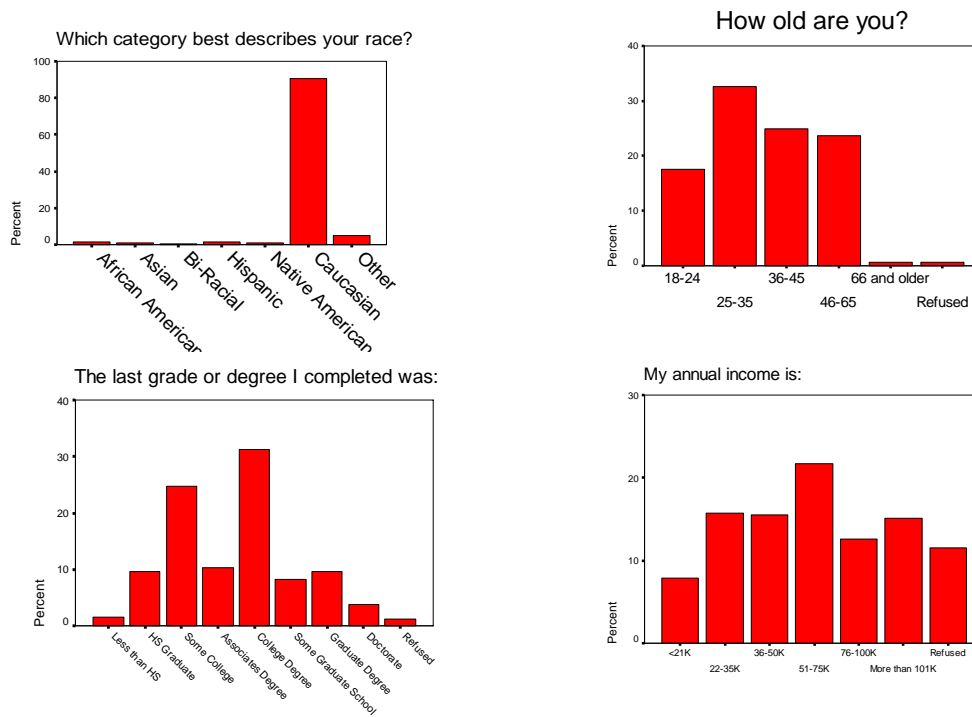 Which category best describes your race?
100
80
60
40
20
0
Percent
African American
Asian
Bi-Racial
Hispanic
Native American
Caucasian
Other
How old are you?
40
30
20
10
0
Percent
18-24
25-35
36-45
46-65
66 and older
Refused
The last grade or degree I completed was:
40
30
20
10
0
Percent
Less than HS
HS Graduate
Some College
Associates Degree
College Degree
Some Graduate School
Graduate Degree
Doctorate
Refused
My annual income is:
30
20
10
0
Percent
<21K
22-35K
36-50K
51-75K
76-100K
More than 101K
Refused